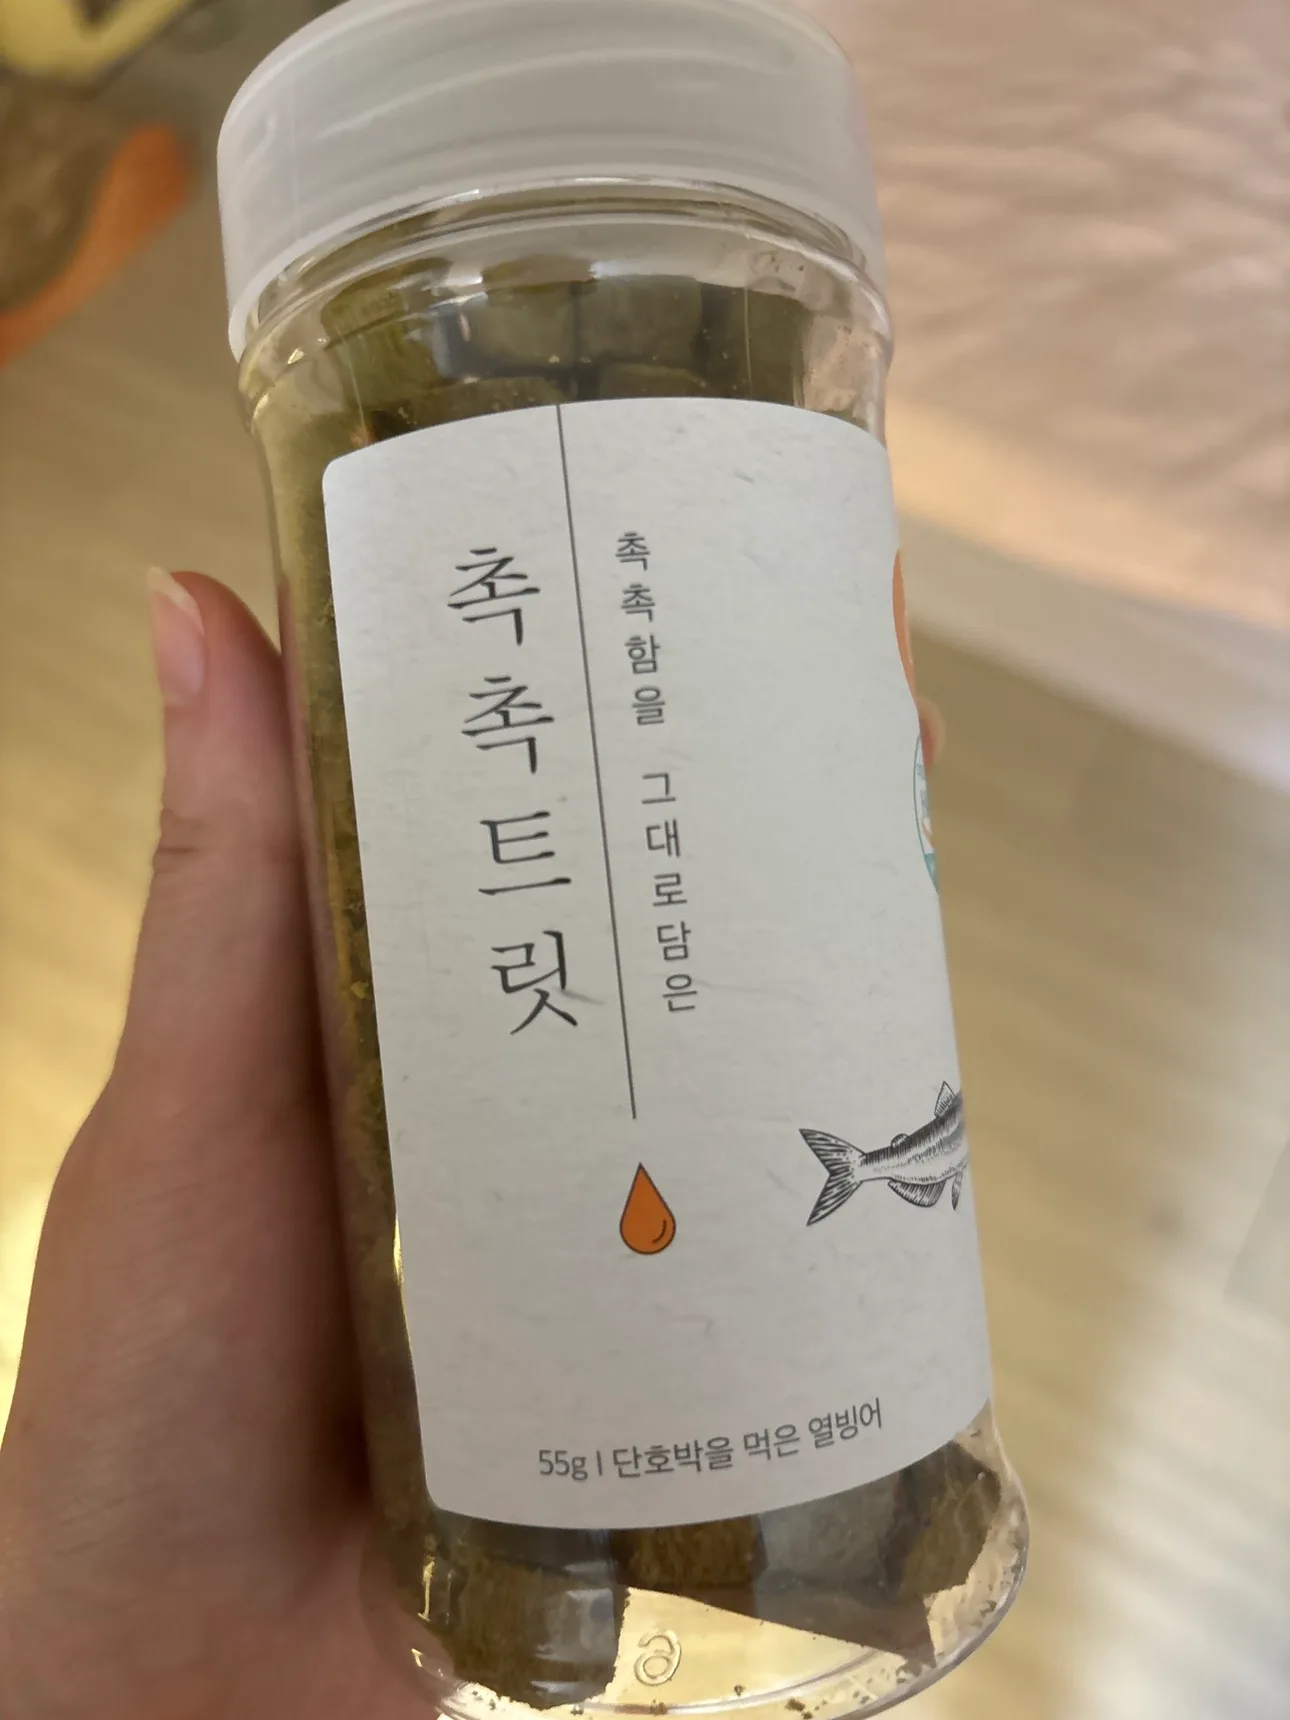 촉촉트릿
촉촉함을 그대로담은
55g | 단호박을 먹은 열빙어
6